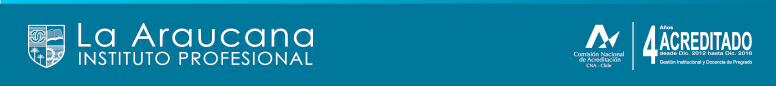 La Araucana
INSTITUTO PROFESIONAL
Comisión Nacional
de Acreditación
CNA - Chile
4 Años
ACREDITADO
desde Dic. 2012 hasta Dic. 2016
Gestión Institucional y Docencia de Pregrado